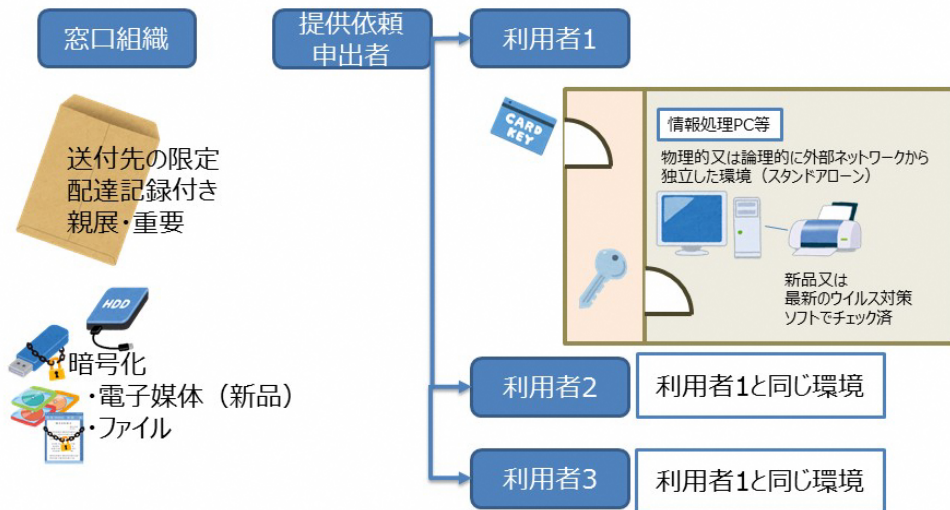 窓口組織
提供依頼
申出者
利用者1
送付先の限定
配達記録付き
親展・重要
CARD
KEY
情報処理PC等
物理的又は論理的に外部ネットワークから
独立した環境（スタンドアローン）
新品又は
最新のウイルス対策
ソフトでチェック済
HDD
暗号化
・電子媒体（新品）
・ファイル
利用者2
利用者1と同じ環境
利用者3
利用者1と同じ環境